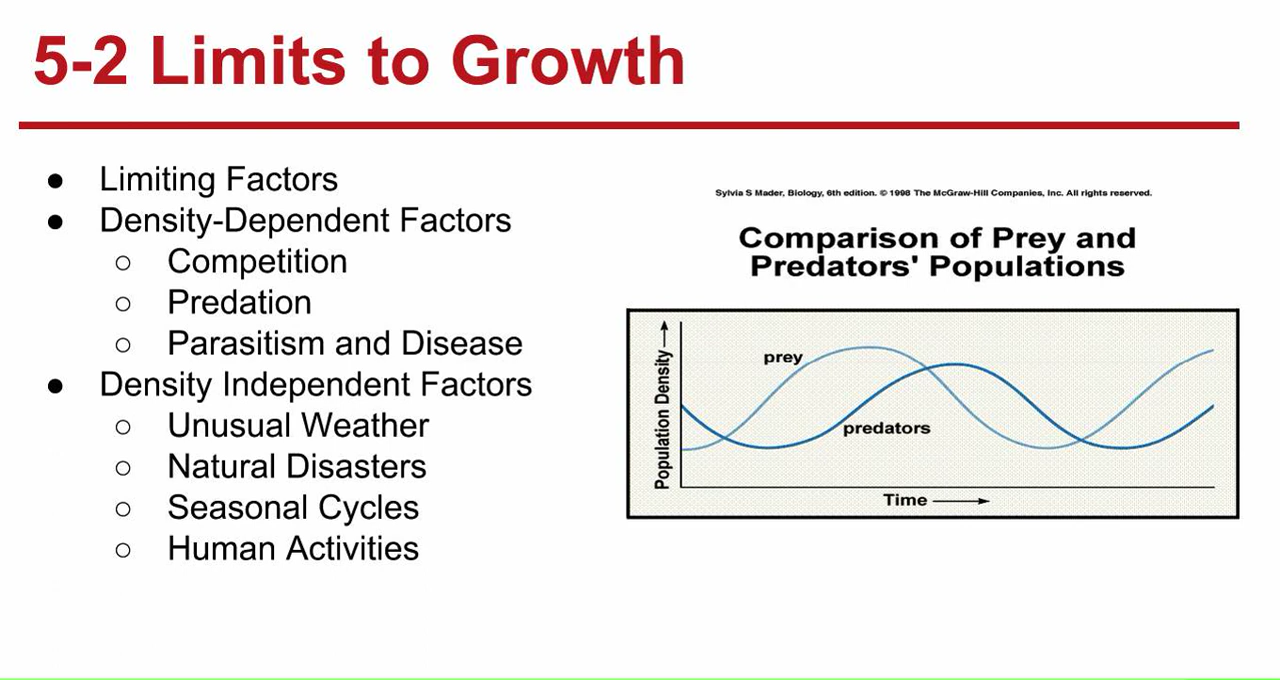 5-2 Limits to Growth
● Limiting Factors
● Density-Dependent Factors
○ Competition
○ Predation
○ Parasitism and Disease
● Density Independent Factors
○ Unusual Weather
○ Natural Disasters
○ Seasonal Cycles
○ Human Activities
Sylvia S Mader, Biology, 6th edition. © 1998 The McGraw-Hill Companies, Inc. All rights reserved.
Comparison of Prey and
Predators' Populations
Population Density
prey
predators
Time